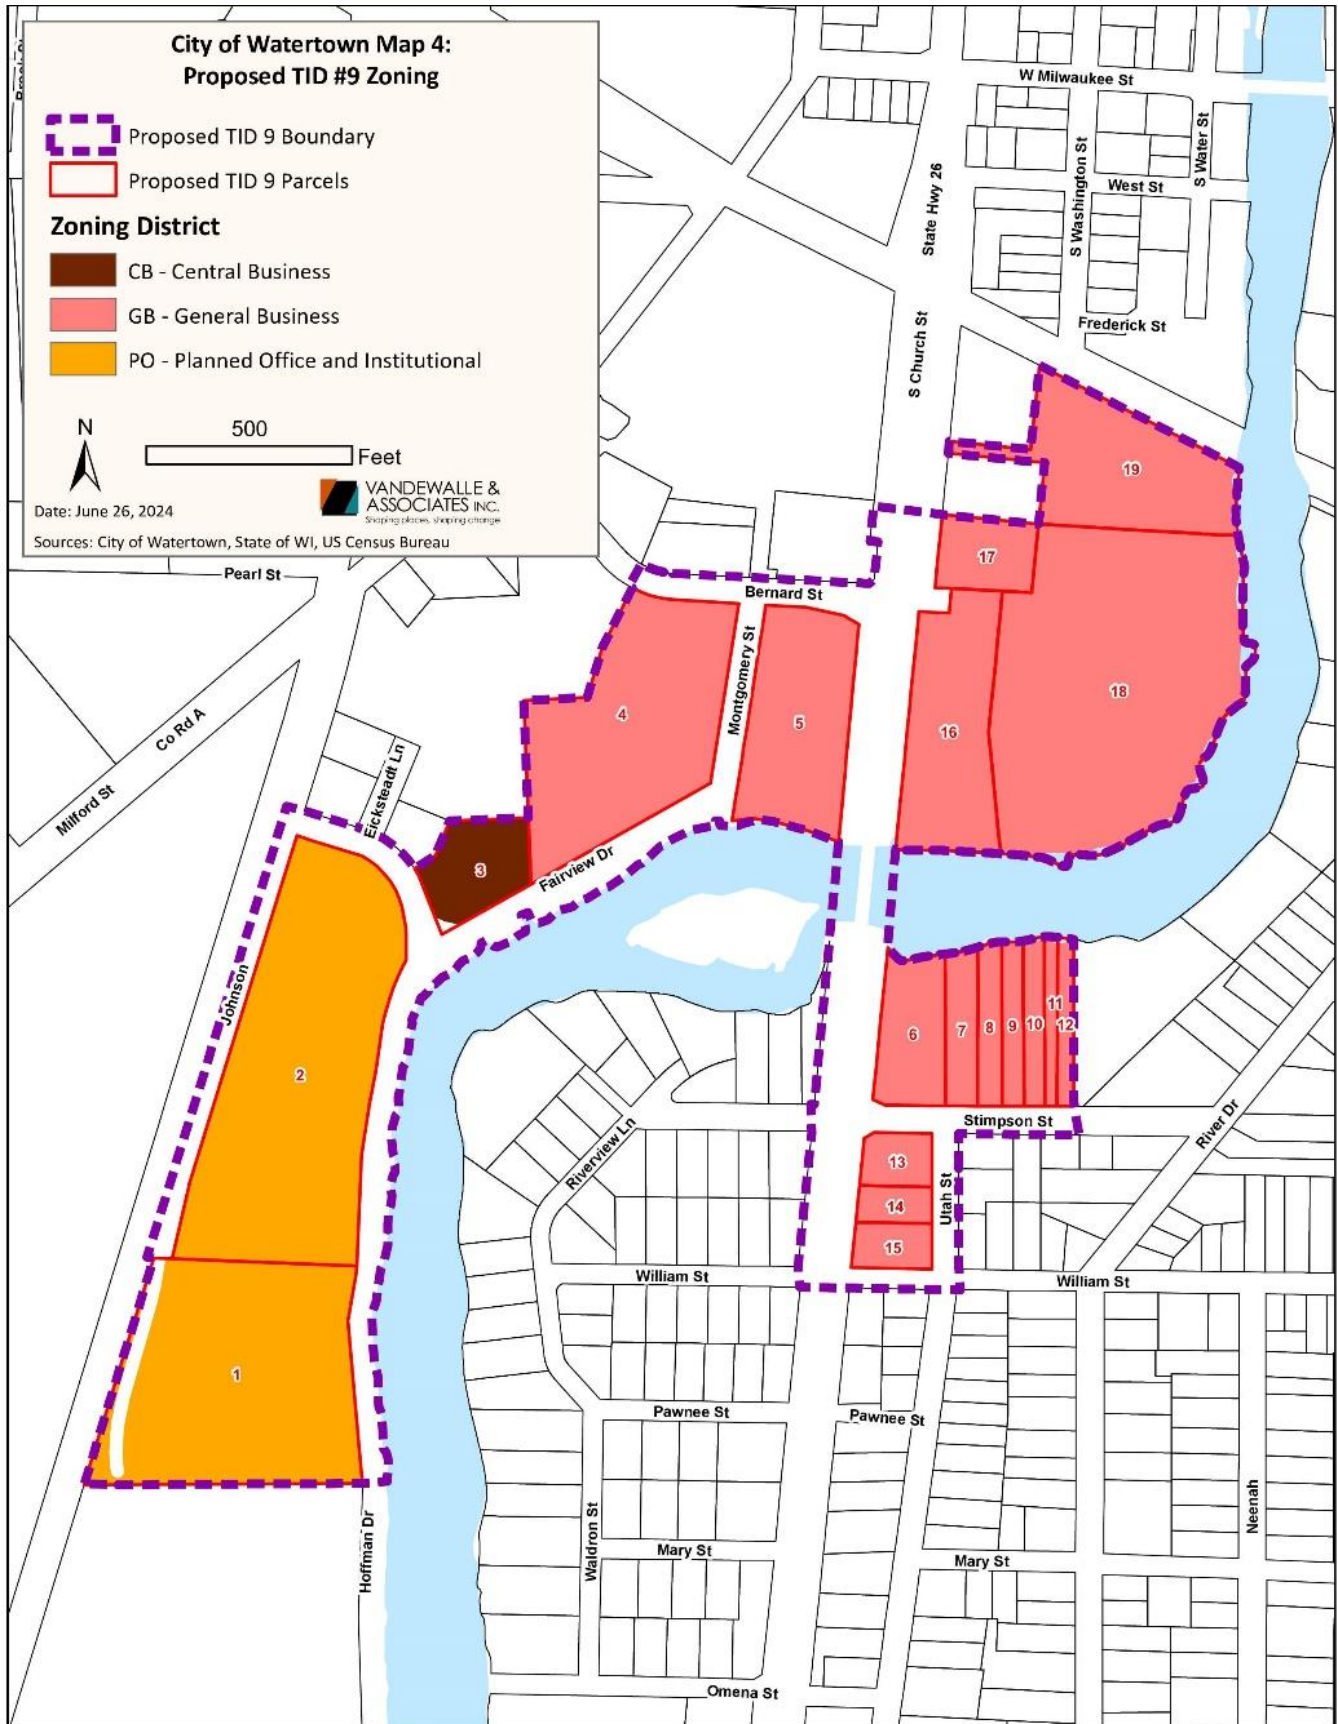 City of Watertown Map 4:
Proposed TID #9 Zoning
Proposed TID 9 Boundary
Proposed TID 9 Parcels
Zoning District
CB - Central Business
GB - General Business
PO - Planned Office and Institutional
N
500
Feet
VANDEWALLE &
ASSOCIATES INC.
Shaping places, shaping change
Date: June 26, 2024
Sources: City of Watertown, State of WI, US Census Bureau
W Milwaukee St
S Water St
S Washington St
West St
State Hwy 26
Frederick St
S Church St
19
17
Pearl St
Bernard St
Montgomery St
18
4
5
16
Co Rd A
Eicksteadt Ln
Milford St
3
Fairview Dr
Johnson
11
6
7
8
9
10
12
2
Stimpson St
River Dr
Riverview Ln
13
Utah St
14
15
William St
William St
1
Pawnee St
Pawnee St
Neenah
Waldron St
Hoffman Dr
Mary St
Mary St
Omena St